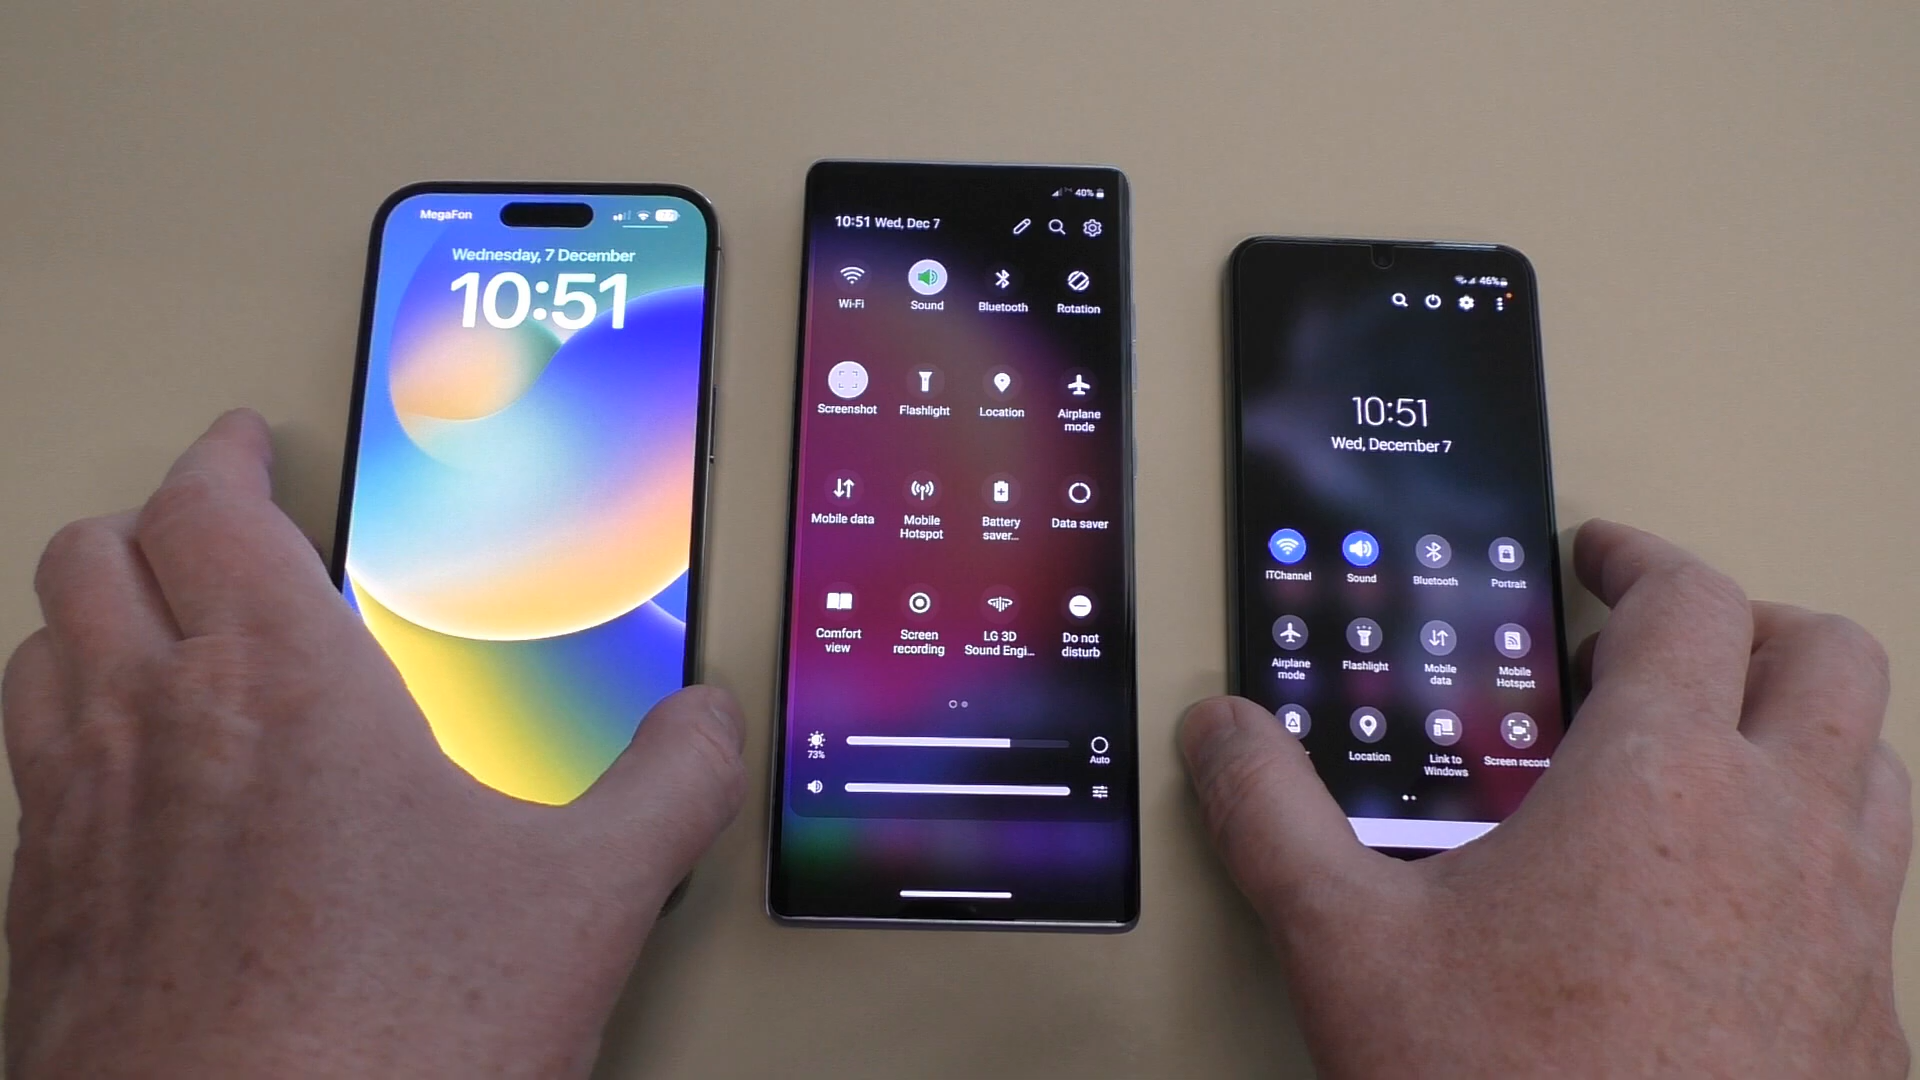 MegaFon
Wednesday, 7 December
10:51
40%
10:51 Wed, Dec 7
Wi-Fi
Sound
Bluetooth
Rotation
Screenshot
Flashlight
Location
Airplane
mode
Mobile data
Mobile
Hotspot
Battery
saver...
Data saver
Comfort
view
Screen
recording
LG 3D
Sound Engi...
Do not
disturb
73%
Auto
46%
10:51
Wed, December 7
ITChannel
Sound
Bluetooth
Portrait
Airplane
mode
Flashlight
Mobile
data
Mobile
Hotspot
Location
Link to
Windows
Screen record